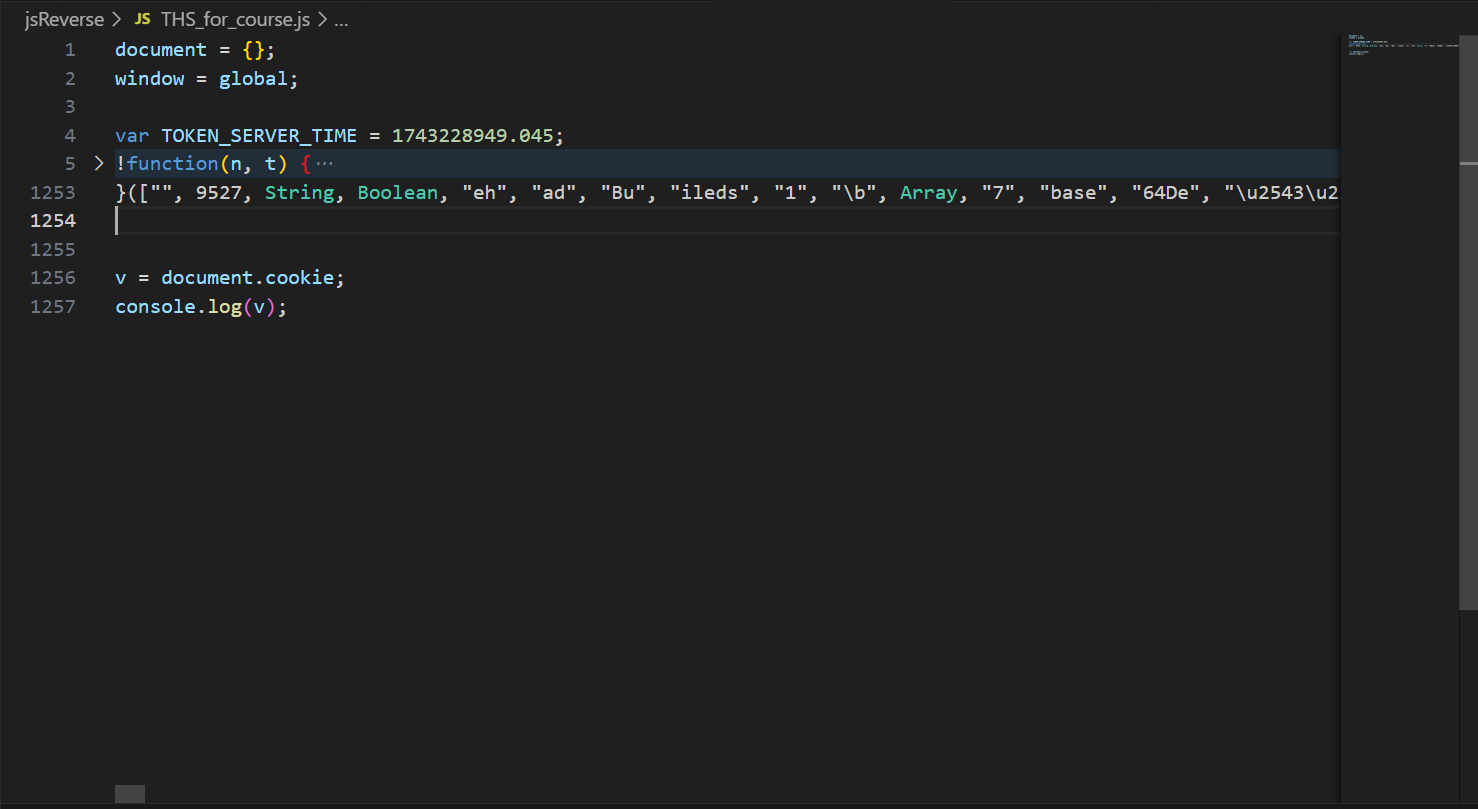 jsReverse > JS THS_for_course.js > ...
1 document = {};
2 window = global;
3
4 var TOKEN_SERVER_TIME = 1743228949.045;
5 > !function(n, t) {···
1253 }(["", 9527, String, Boolean, "eh", "ad", "Bu", "ileds", "1", "\b", Array, "7", "base", "64De", "\u2543\u2
1254
1255
1256 v = document.cookie;
1257 console.log(v);